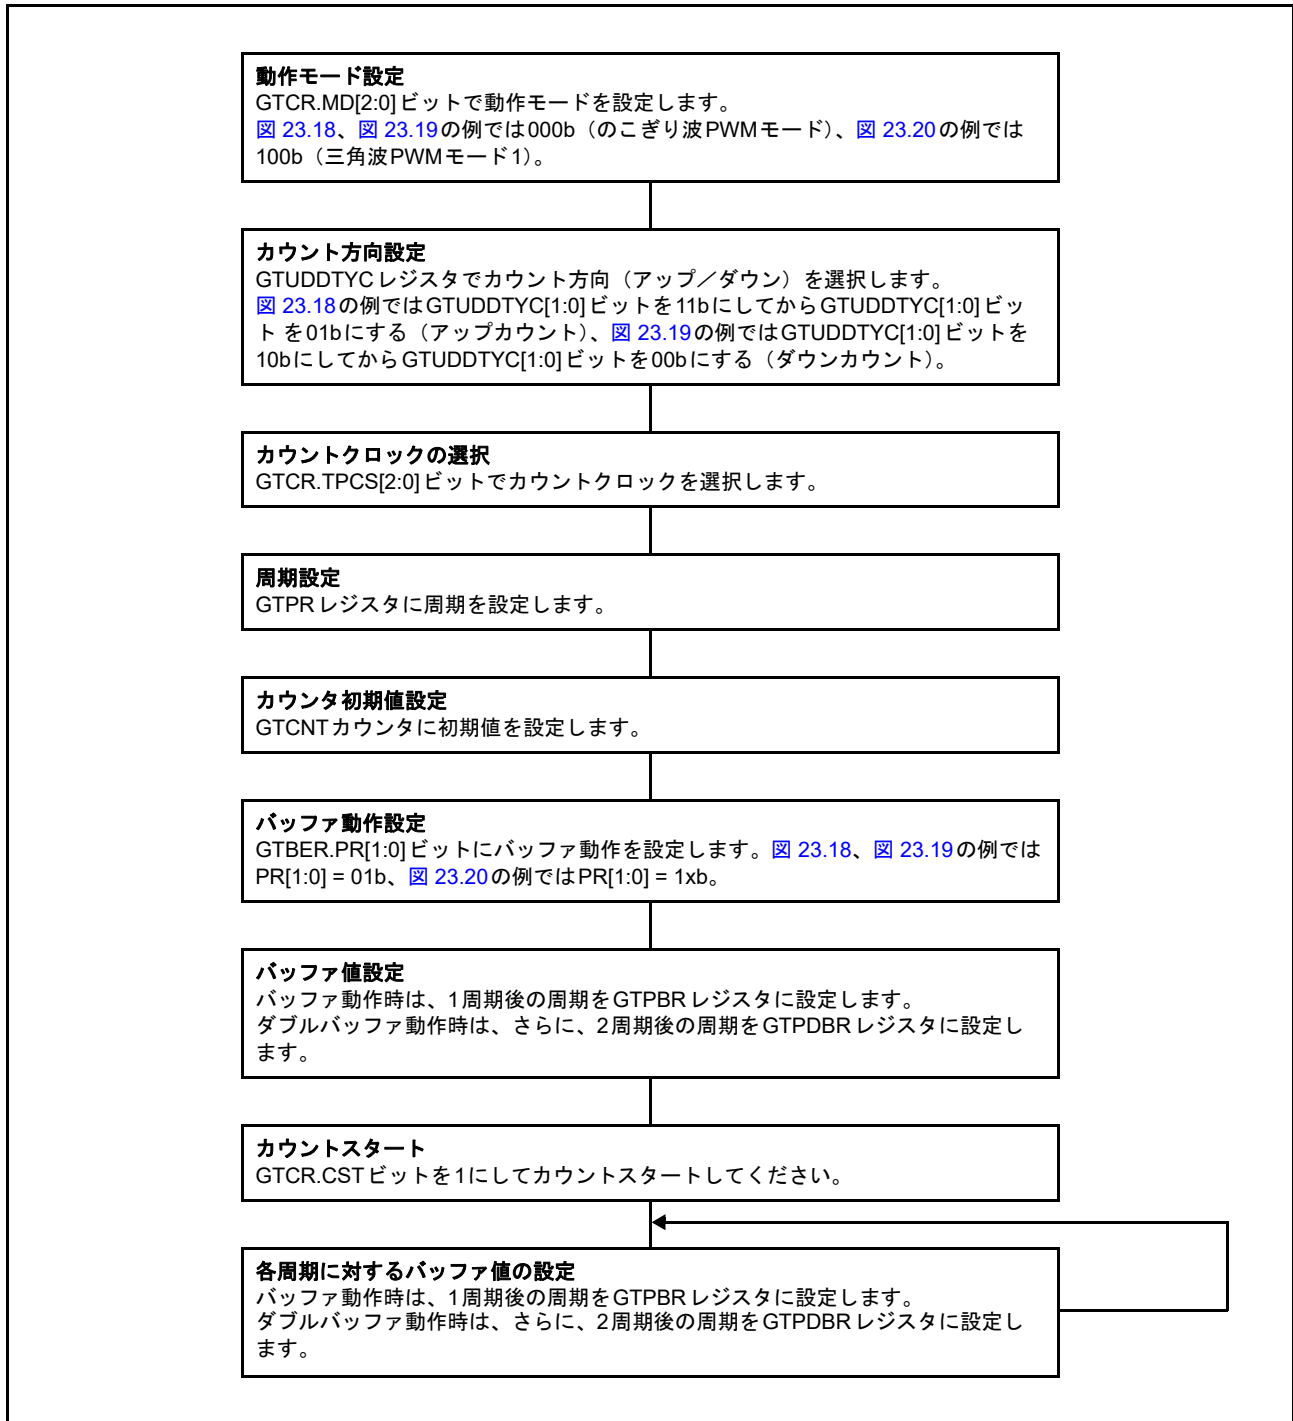 動作モード設定
GTCR.MD[2:0]ビットで動作モードを設定します。
図 23.18、図 23.19の例では000b（のこぎり波PWMモード）、図 23.20の例では
100b（三角波PWMモード1）。
カウント方向設定
GTUDDTYCレジスタでカウント方向（アップ／ダウン）を選択します。
図 23.18の例ではGTUDDTYC[1:0]ビットを11bにしてからGTUDDTYC[1:0]ビッ
ト を01bにする（アップカウント）、図 23.19の例ではGTUDDTYC[1:0]ビットを
10bにしてからGTUDDTYC[1:0]ビットを00bにする（ダウンカウント）。
カウントクロックの選択
GTCR.TPCS[2:0]ビットでカウントクロックを選択します。
周期設定
GTPRレジスタに周期を設定します。
カウンタ初期値設定
GTCNTカウンタに初期値を設定します。
バッファ動作設定
GTBER.PR[1:0]ビットにバッファ動作を設定します。図 23.18、図 23.19の例では
PR[1:0] = 01b、図 23.20の例ではPR[1:0] = 1xb。
バッファ値設定
バッファ動作時は、1周期後の周期をGTPBRレジスタに設定します。
ダブルバッファ動作時は、さらに、2周期後の周期をGTPDBRレジスタに設定し
ます。
カウントスタート
GTCR.CSTビットを1にしてカウントスタートしてください。
各周期に対するバッファ値の設定
バッファ動作時は、1周期後の周期をGTPBRレジスタに設定します。
ダブルバッファ動作時は、さらに、2周期後の周期をGTPDBRレジスタに設定し
ます。